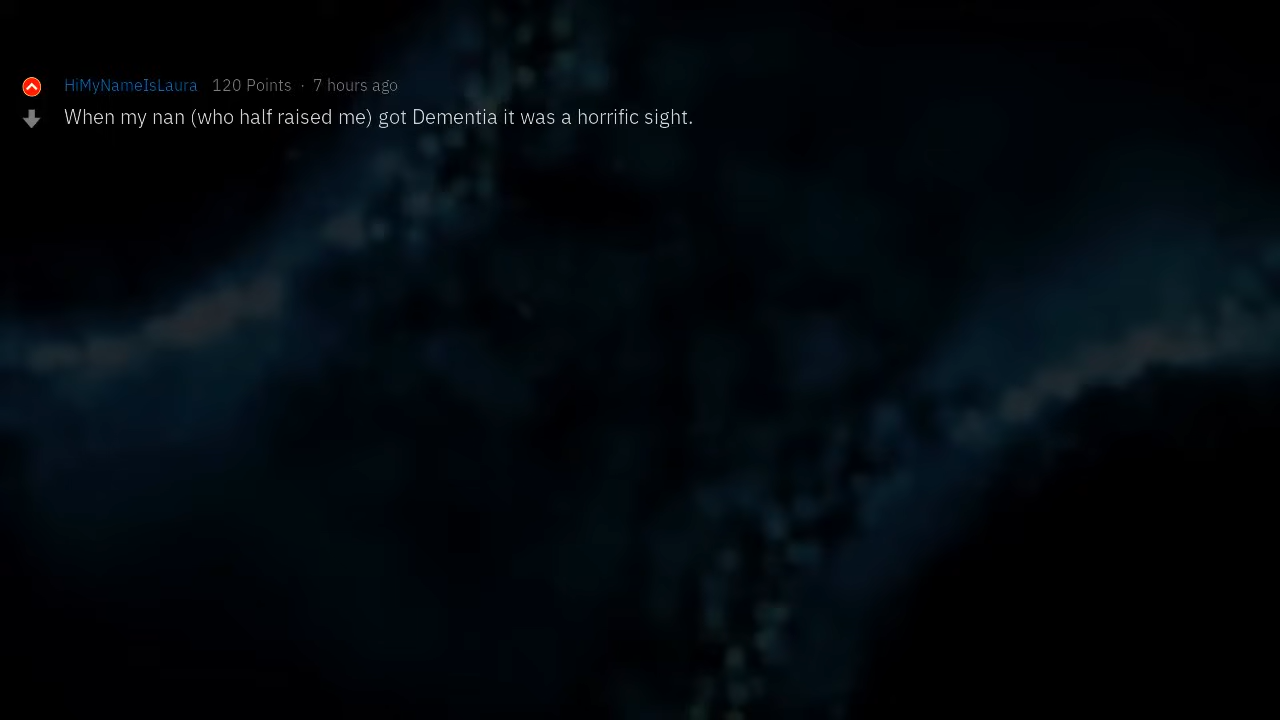 HiMyNameIsLaura 120 Points · 7 hours ago
When my nan (who half raised me) got Dementia it was a horrific sight.